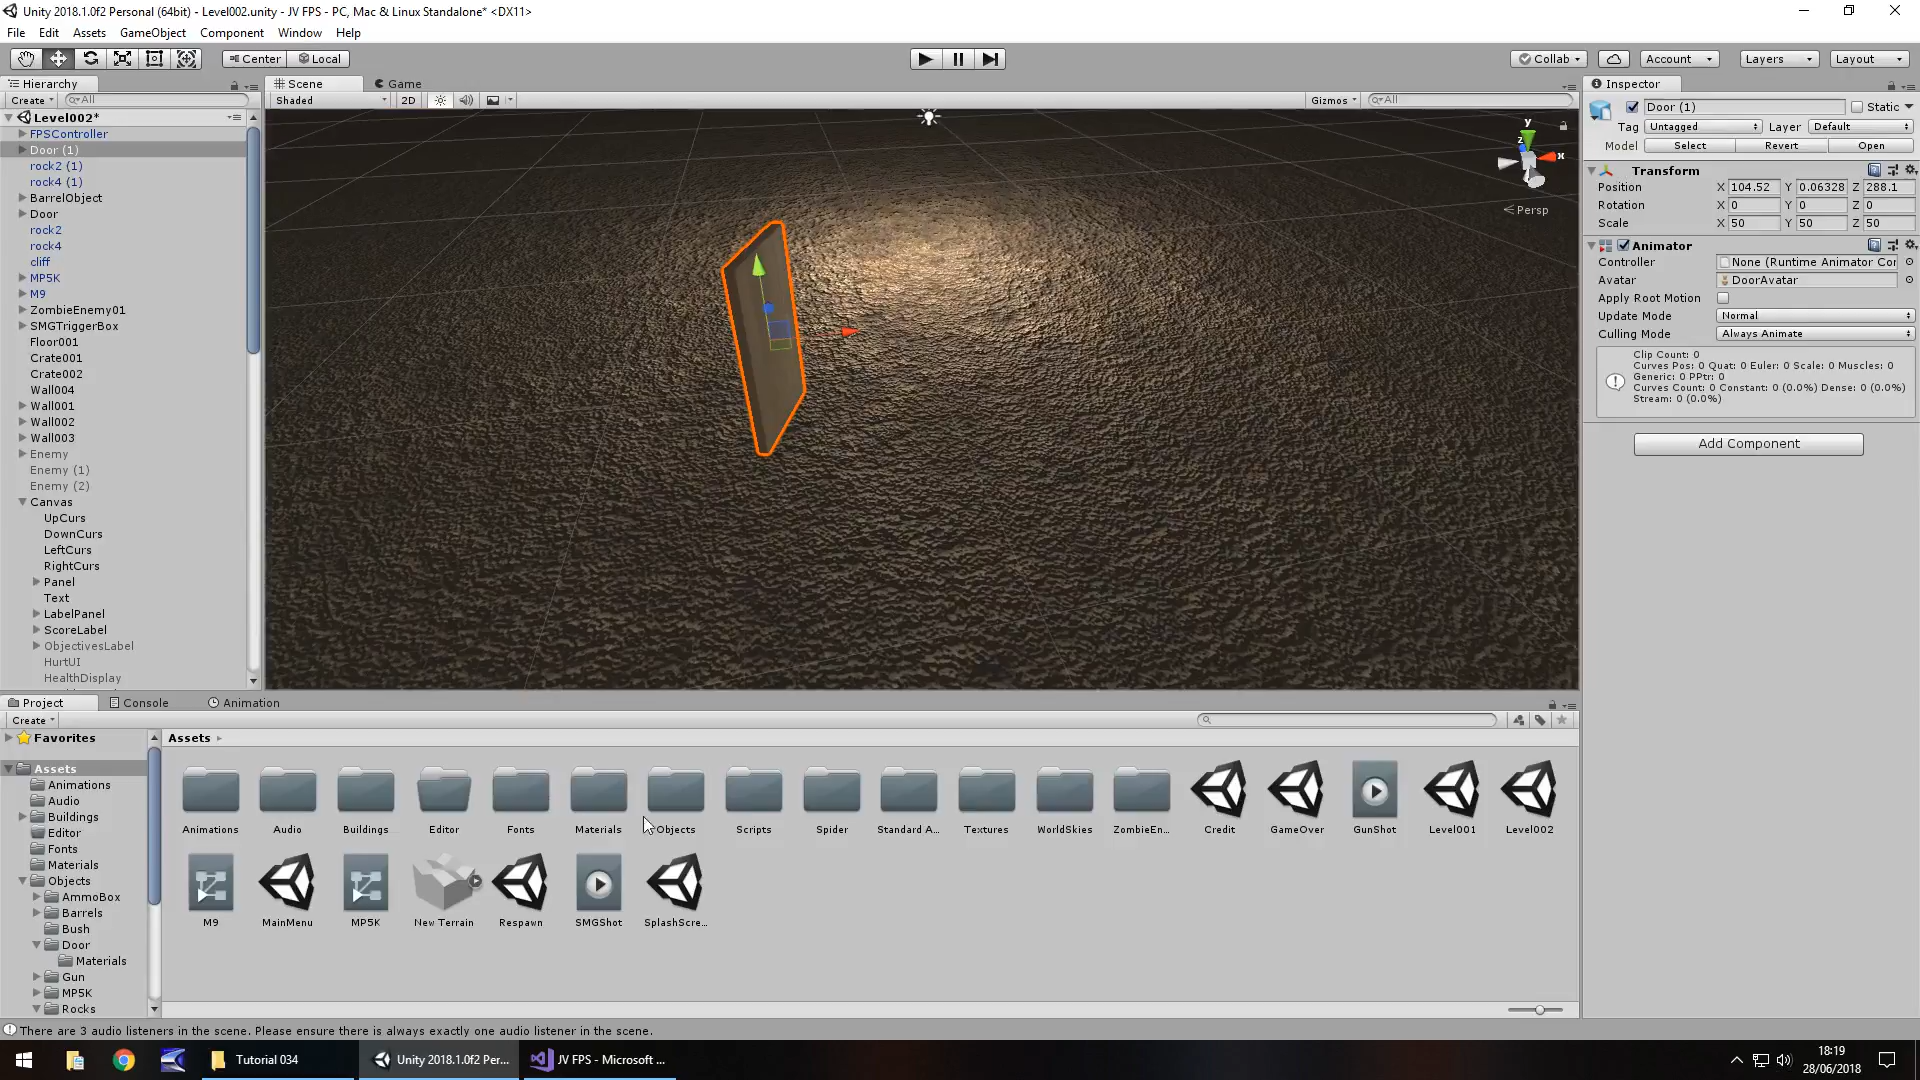 Unity 2018.1.0f2 Personal (64bit) - Level002.unity - JV FPS - PC, Mac & Linux Standalone* <DX11>
File Edit Assets GameObject Component Window Help
Center Local
Collab Account Layers Layout
Hierarchy
Create All
Level002*
FPSController
Door (1)
rock2 (1)
rock4 (1)
BarrelObject
Door
rock2
rock4
cliff
MP5K
M9
ZombieEnemy01
SMGTriggerBox
Floor001
Crate001
Crate002
Wall004
Wall001
Wall002
Wall003
Enemy
Enemy (1)
Enemy (2)
Canvas
UpCurs
DownCurs
LeftCurs
RightCurs
Panel
Text
LabelPanel
ScoreLabel
ObjectivesLabel
HurtUI
HealthDisplay
Scene Game
Shaded 2D Gizmos All
y
z
x
Persp
Inspector
Door (1) Static
Tag Untagged Layer Default
Model Select Revert Open
Transform
Position X 104.52 Y 0.06328 Z 288.1
Rotation X 0 Y 0 Z 0
Scale X 50 Y 50 Z 50
Animator
Controller None (Runtime Animator Cor
Avatar DoorAvatar
Apply Root Motion
Update Mode Normal
Culling Mode Always Animate
Clip Count: 0
Curves Pos: 0 Quat: 0 Euler: 0 Scale: 0 Muscles: 0
Generic: 0 PPtr: 0
Curves Count: 0 Constant: 0 (0.0%) Dense: 0 (0.0%)
Stream: 0 (0.0%)
Add Component
Project Console Animation
Create
Favorites
Assets
Animations
Audio
Buildings
Editor
Fonts
Materials
Objects
AmmoBox
Barrels
Bush
Door
Materials
Gun
MP5K
Rocks
Assets
Animations Audio Buildings Editor Fonts Materials Objects Scripts Spider Standard A... Textures WorldSkies ZombieEn... Credit GameOver GunShot Level001 Level002
M9 MainMenu MP5K New Terrain Respawn SMGShot SplashScre...
There are 3 audio listeners in the scene. Please ensure there is always exactly one audio listener in the scene.
Tutorial 034 Unity 2018.1.0f2 Per... JV FPS - Microsoft ...
18:19
28/06/2018